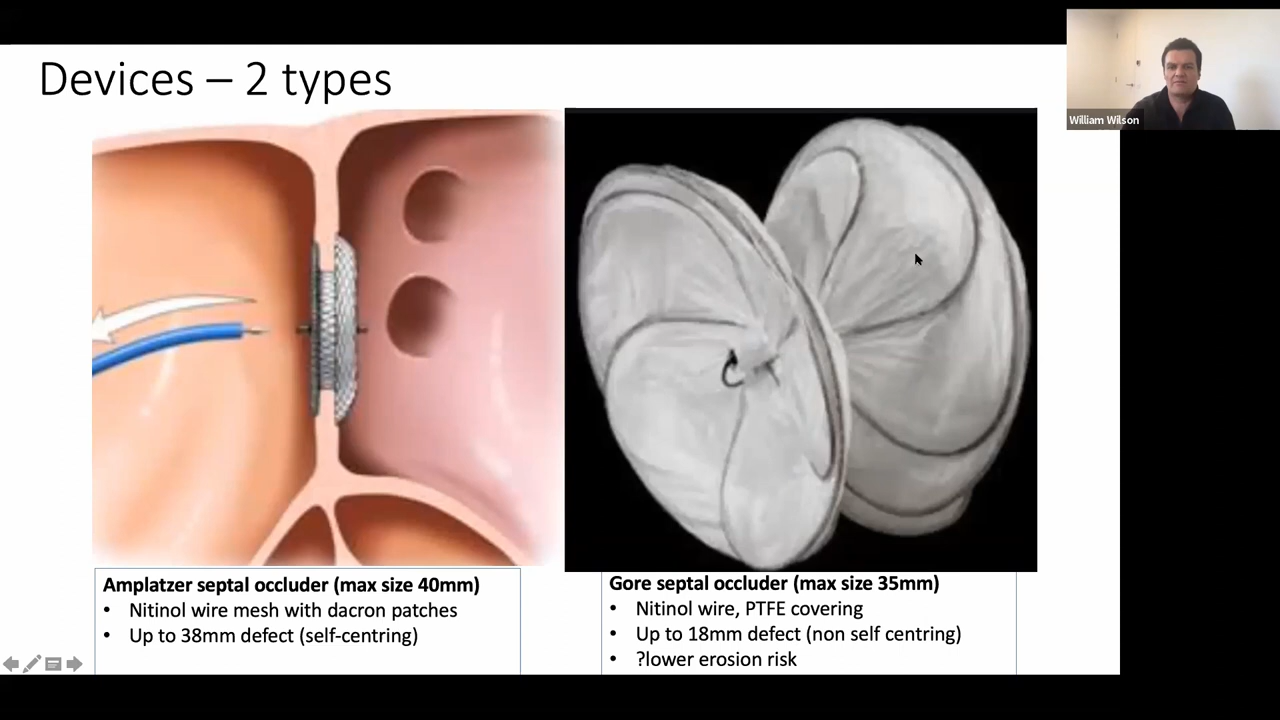 Devices – 2 types
William Wilson
Amplatzer septal occluder (max size 40mm)
• Nitinol wire mesh with dacron patches
• Up to 38mm defect (self-centring)
Gore septal occluder (max size 35mm)
• Nitinol wire, PTFE covering
• Up to 18mm defect (non self centring)
• ?lower erosion risk